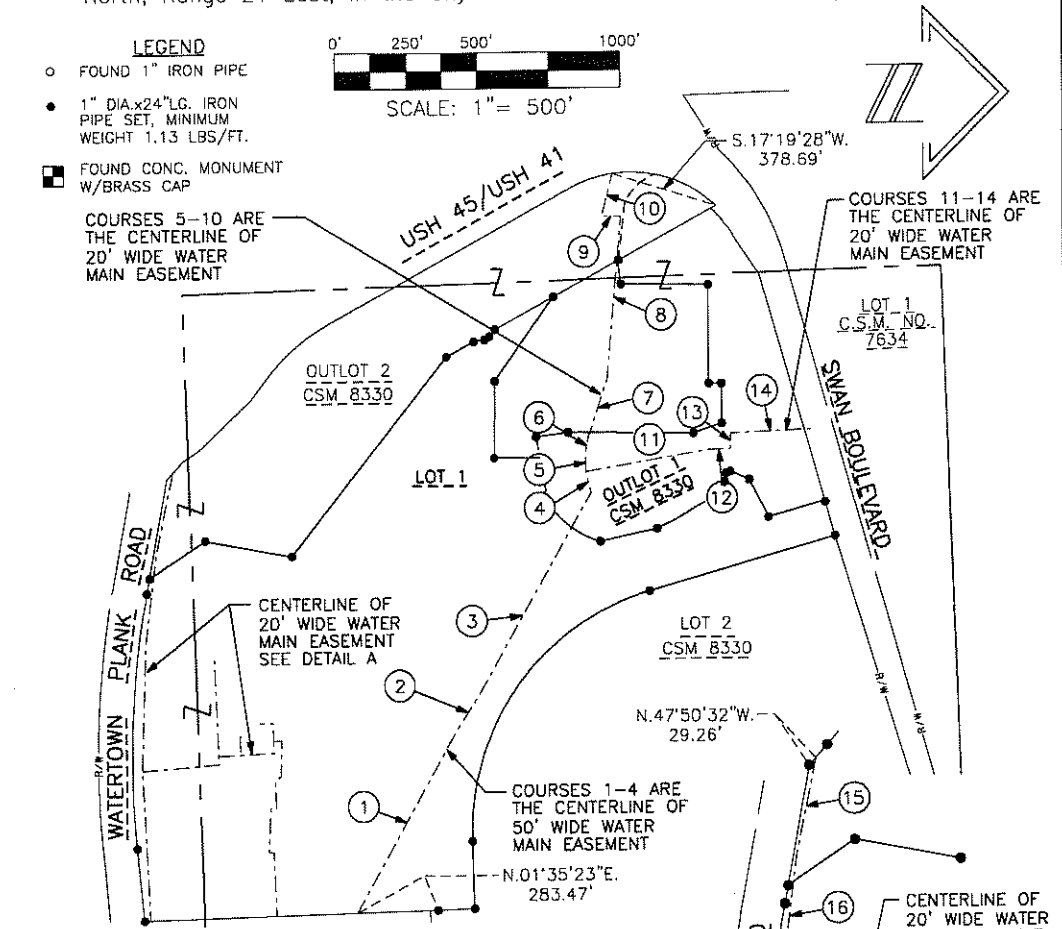 North, Range 21 East, in the City
LEGEND
FOUND 1" IRON PIPE
1" DIA.x24"LG. IRON
PIPE SET, MINIMUM
WEIGHT 1.13 LBS/FT.
FOUND CONC. MONUMENT
W/BRASS CAP
0' 250' 500' 1000'
SCALE: 1"= 500'
COURSES 5-10 ARE
THE CENTERLINE OF
20' WIDE WATER
MAIN EASEMENT
USH 45/USH 41
S.17°19'28"W.
378.69'
COURSES 11-14 ARE
THE CENTERLINE OF
20' WIDE WATER
MAIN EASEMENT
10
9
8
LOT 1
C.S.M. NO.
7634
OUTLOT 2
CSM 8330
7
6
5
4
11
13
14
12
LOT 1
OUTLOT 1
CSM 8330
SWAN BOULEVARD
R/W
R/W
R/W
WATERTOWN PLANK ROAD
R/W
CENTERLINE OF
20' WIDE WATER
MAIN EASEMENT
SEE DETAIL A
3
2
1
LOT 2
CSM 8330
N.47°50'32"W.
29.26'
COURSES 1-4 ARE
THE CENTERLINE OF
50' WIDE WATER
MAIN EASEMENT
N.01°35'23"E.
283.47'
15
16
CENTERLINE OF
20' WIDE WATER